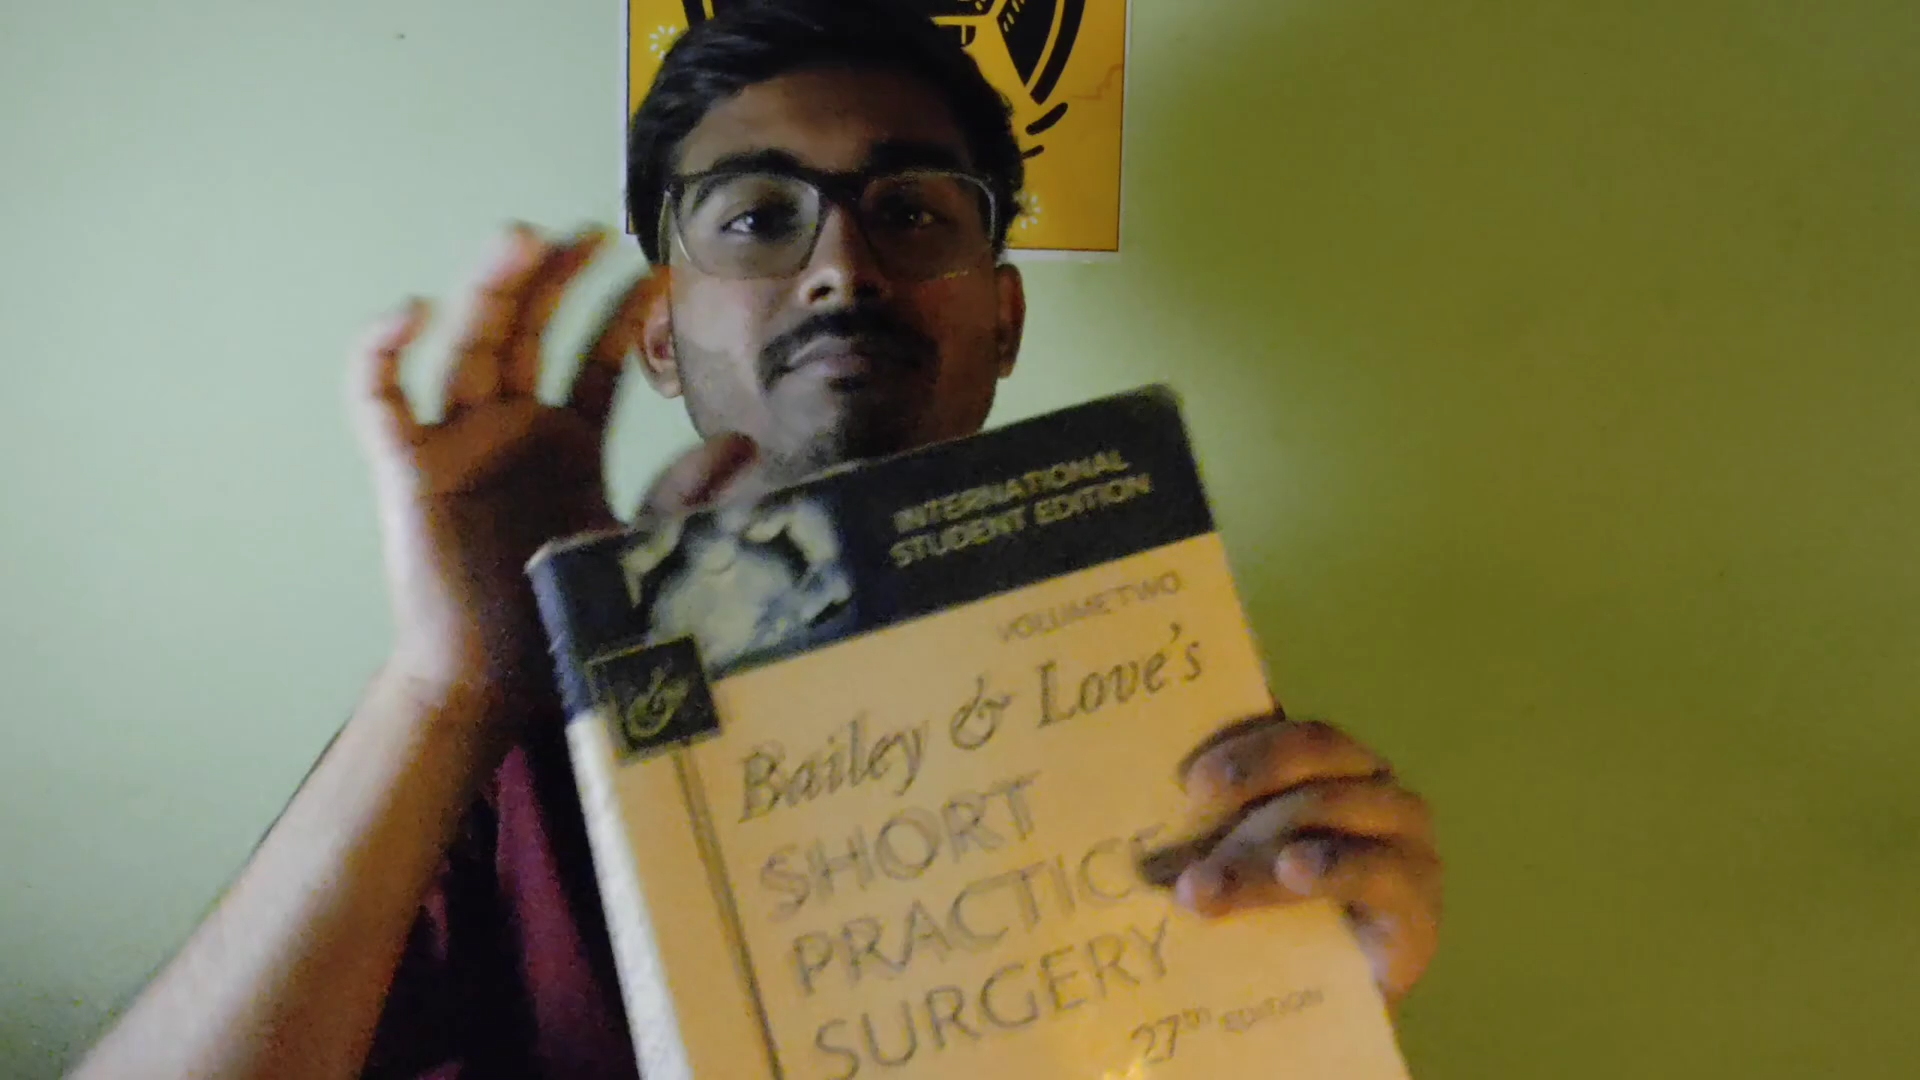 INTERNATIONAL
STUDENT EDITION
VOLUME TWO
&
Bailey & Love's
SHORT
PRACTICE
SURGERY
27th EDITION